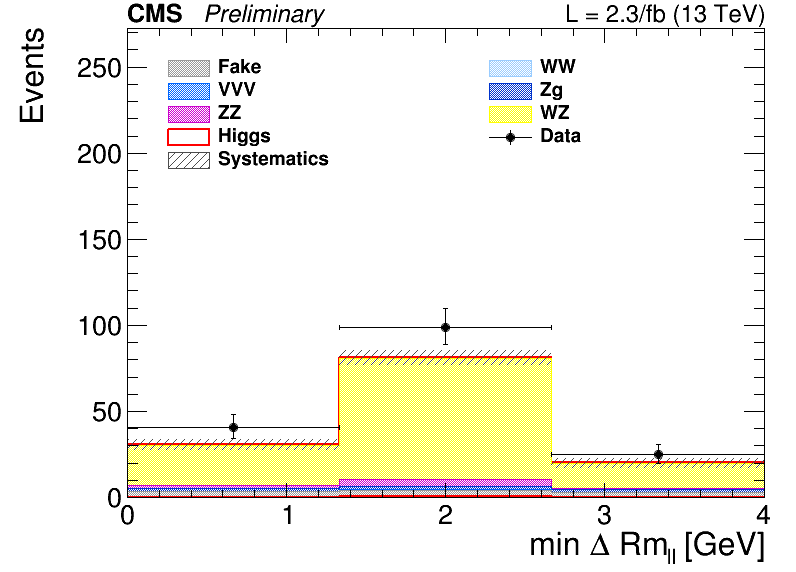 CMS Preliminary L = 2.3/fb (13 TeV)
Events
250
200
150
100
50
0
Fake WW
VVV Zg
ZZ WZ
Higgs Data
Systematics
0 1 2 3 4
min Δ Rm_ll [GeV]